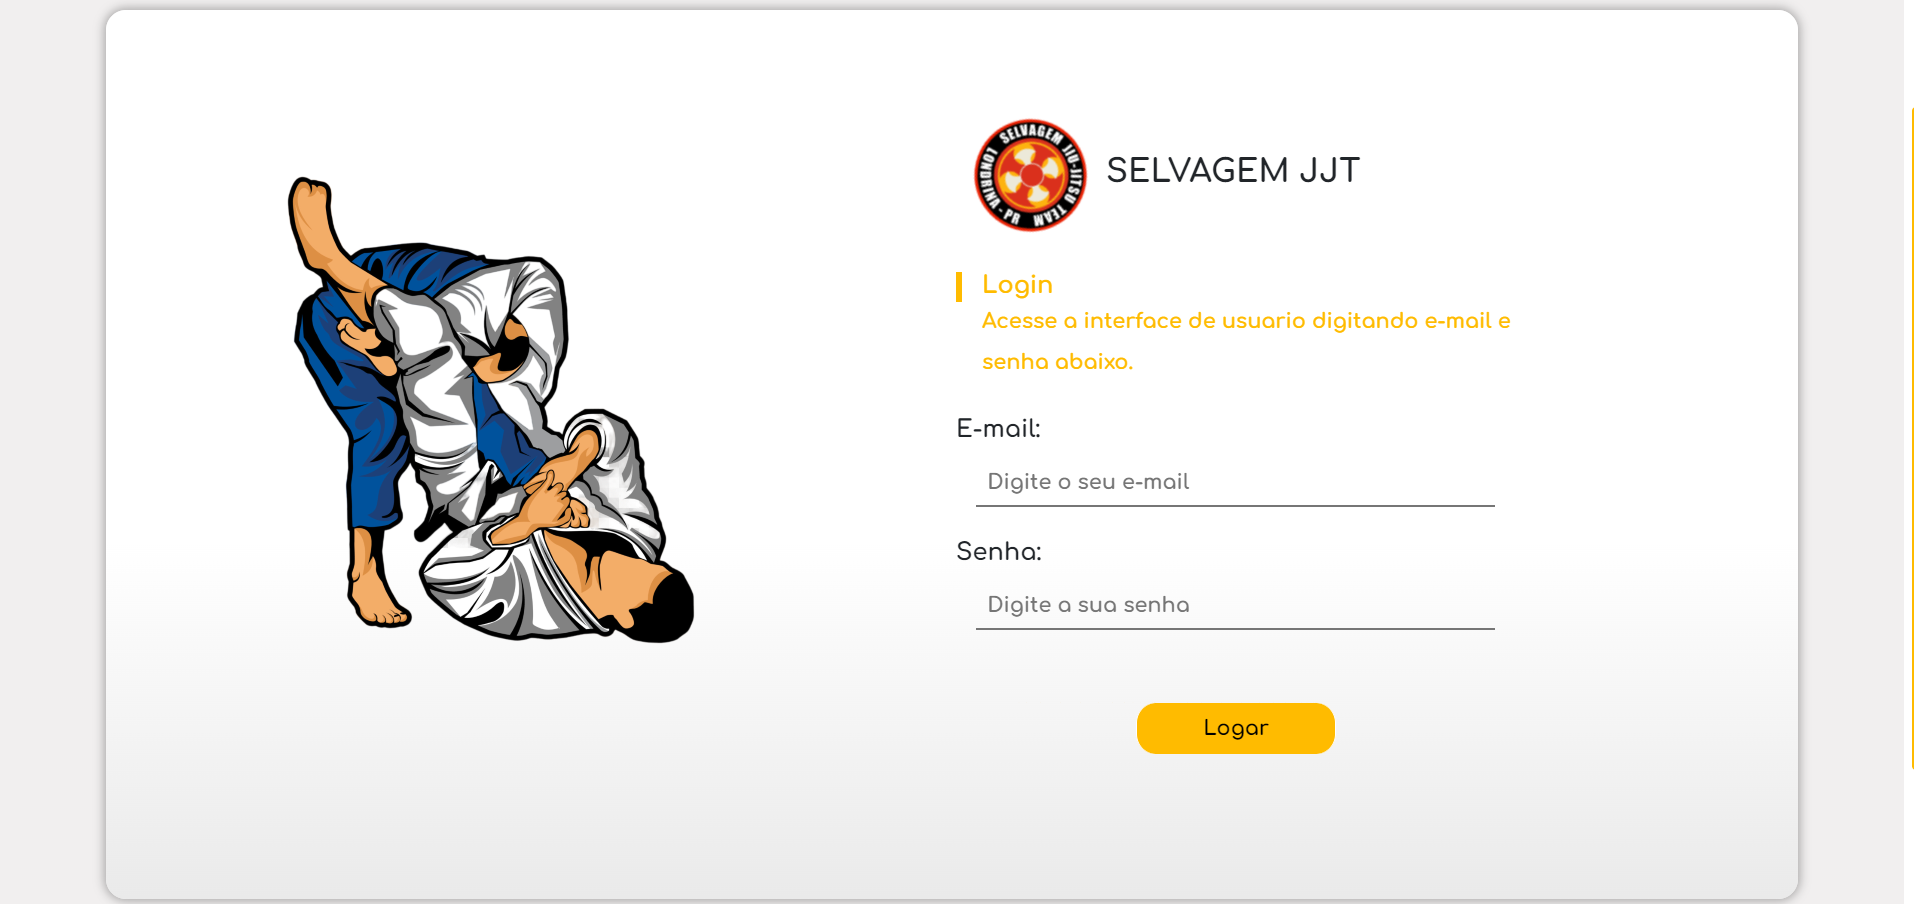 SELVAGEM JIU-JITSU TEAM
LONDRINA - PR
SELVAGEM JJT
Login
Acesse a interface de usuario digitando e-mail e
senha abaixo.
E-mail:
Digite o seu e-mail
Senha:
Digite a sua senha
Logar